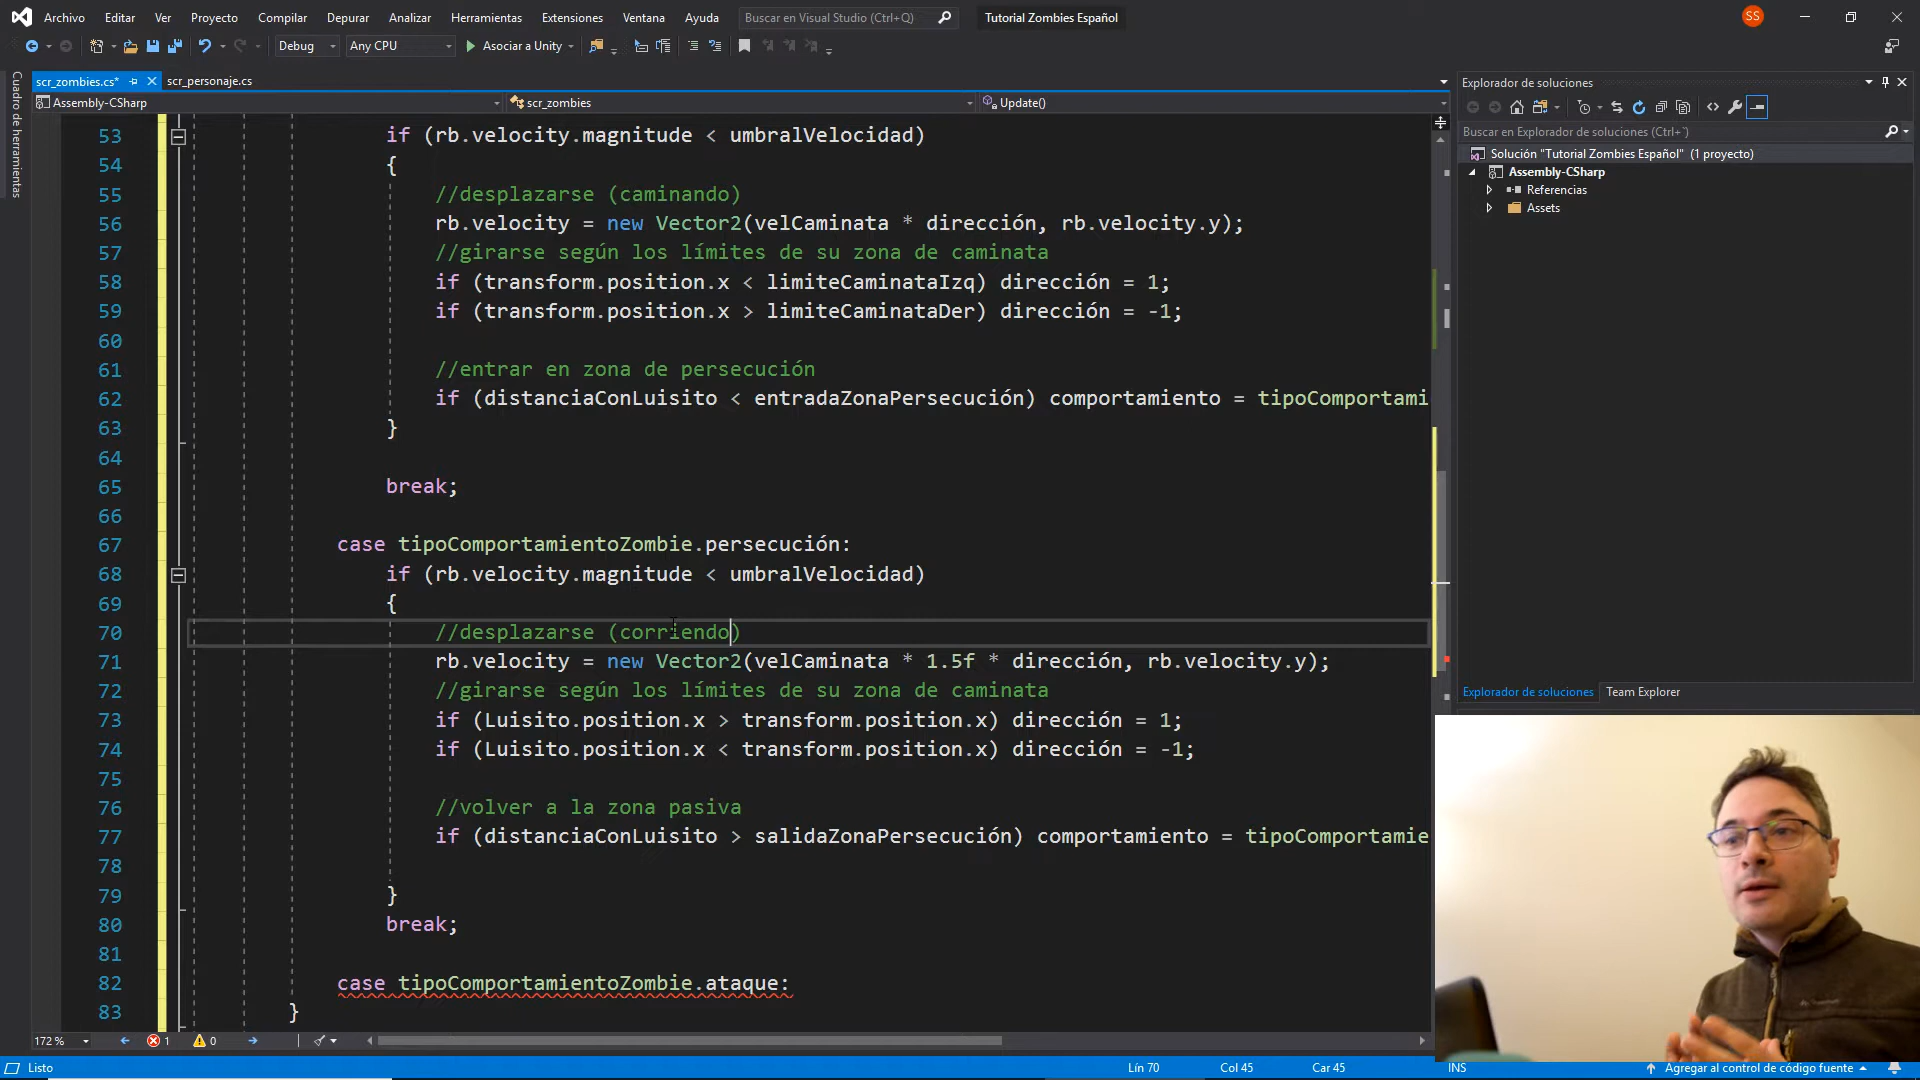 Archivo Editar Ver Proyecto Compilar Depurar Analizar Herramientas Extensiones Ventana Ayuda Buscar en Visual Studio (Ctrl+Q) Tutorial Zombies Español SS
Debug Any CPU Asociar a Unity
scr_zombies.cs* scr_personaje.cs
Assembly-CSharp scr_zombies Update()
Cuadro de herramientas
53 if (rb.velocity.magnitude < umbralVelocidad)
54 {
55 //desplazarse (caminando)
56 rb.velocity = new Vector2(velCaminata * dirección, rb.velocity.y);
57 //girarse según los límites de su zona de caminata
58 if (transform.position.x < limiteCaminataIzq) dirección = 1;
59 if (transform.position.x > limiteCaminataDer) dirección = -1;
60
61 //entrar en zona de persecución
62 if (distanciaConLuisito < entradaZonaPersecución) comportamiento = tipoComportami
63 }
64
65 break;
66
67 case tipoComportamientoZombie.persecución:
68 if (rb.velocity.magnitude < umbralVelocidad)
69 {
70 //desplazarse (corriendo)
71 rb.velocity = new Vector2(velCaminata * 1.5f * dirección, rb.velocity.y);
72 //girarse según los límites de su zona de caminata
73 if (Luisito.position.x > transform.position.x) dirección = 1;
74 if (Luisito.position.x < transform.position.x) dirección = -1;
75
76 //volver a la zona pasiva
77 if (distanciaConLuisito > salidaZonaPersecución) comportamiento = tipoComportamie
78
79 }
80 break;
81
82 case tipoComportamientoZombie.ataque:
83 }
172 % 1 0
Listo Lín 70 Col 45 Car 45 INS Agregar al control de código fuente
Explorador de soluciones
Buscar en Explorador de soluciones (Ctrl+`)
Solución "Tutorial Zombies Español" (1 proyecto)
Assembly-CSharp
Referencias
Assets
Explorador de soluciones Team Explorer